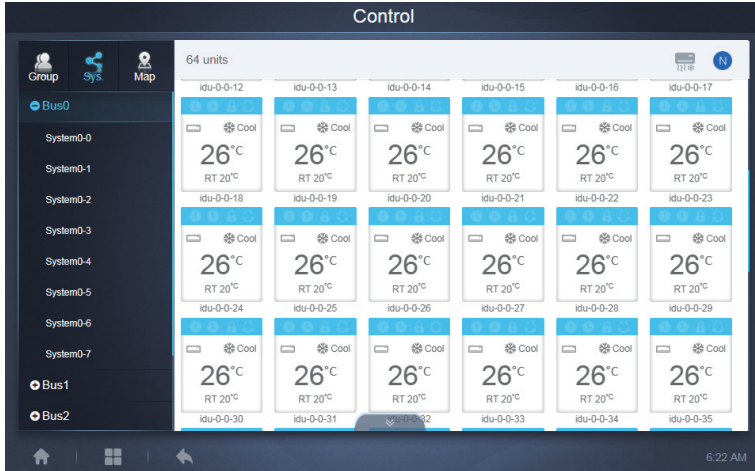 Control
Group Sys. Map
64 units
N
idu-0-0-12 idu-0-0-13 idu-0-0-14 idu-0-0-15 idu-0-0-16 idu-0-0-17
Bus0
System0-0
System0-1
System0-2
System0-3
System0-4
System0-5
System0-6
System0-7
Bus1
Bus2
Cool Cool Cool Cool Cool Cool
26°C 26°C 26°C 26°C 26°C 26°C
RT 20°C RT 20°C RT 20°C RT 20°C RT 20°C RT 20°C
idu-0-0-18 idu-0-0-19 idu-0-0-20 idu-0-0-21 idu-0-0-22 idu-0-0-23
Cool Cool Cool Cool Cool Cool
26°C 26°C 26°C 26°C 26°C 26°C
RT 20°C RT 20°C RT 20°C RT 20°C RT 20°C RT 20°C
idu-0-0-24 idu-0-0-25 idu-0-0-26 idu-0-0-27 idu-0-0-28 idu-0-0-29
Cool Cool Cool Cool Cool Cool
26°C 26°C 26°C 26°C 26°C 26°C
RT 20°C RT 20°C RT 20°C RT 20°C RT 20°C RT 20°C
idu-0-0-30 idu-0-0-31 idu-0-0-32 idu-0-0-33 idu-0-0-34 idu-0-0-35
6:22 AM